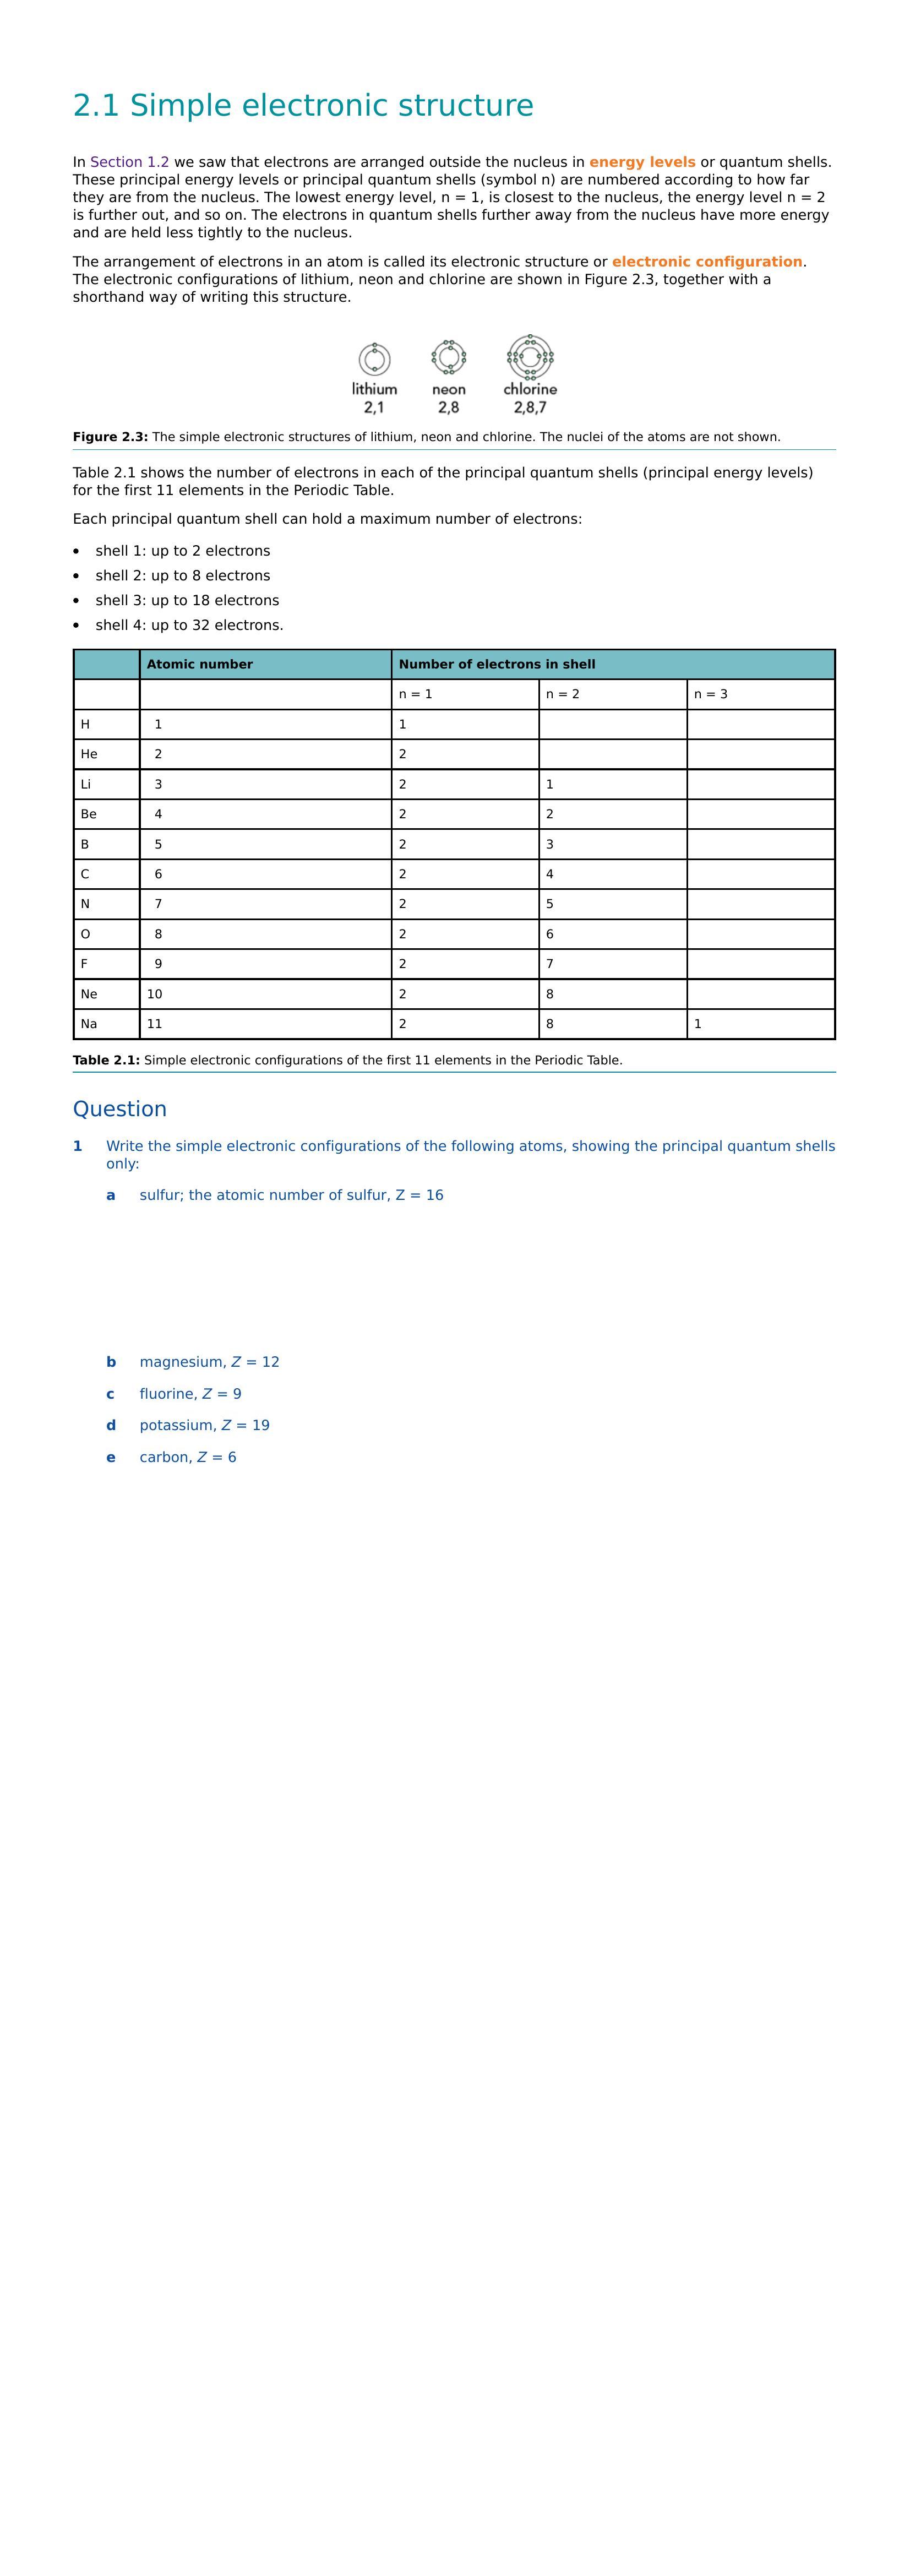 2.1 Simple electronic structure
In Section 1.2 we saw that electrons are arranged outside the nucleus in energy levels or quantum shells.
These principal energy levels or principal quantum shells (symbol n) are numbered according to how far
they are from the nucleus. The lowest energy level, n = 1, is closest to the nucleus, the energy level n = 2
is further out, and so on. The electrons in quantum shells further away from the nucleus have more energy
and are held less tightly to the nucleus.
The arrangement of electrons in an atom is called its electronic structure or electronic configuration.
The electronic configurations of lithium, neon and chlorine are shown in Figure 2.3, together with a
shorthand way of writing this structure.
lithium neon chlorine
2,1 2,8 2,8,7
Figure 2.3: The simple electronic structures of lithium, neon and chlorine. The nuclei of the atoms are not shown.
Table 2.1 shows the number of electrons in each of the principal quantum shells (principal energy levels)
for the first 11 elements in the Periodic Table.
Each principal quantum shell can hold a maximum number of electrons:
• shell 1: up to 2 electrons
• shell 2: up to 8 electrons
• shell 3: up to 18 electrons
• shell 4: up to 32 electrons.
Atomic number Number of electrons in shell
n = 1 n = 2 n = 3
H 1 1
He 2 2
Li 3 2 1
Be 4 2 2
B 5 2 3
C 6 2 4
N 7 2 5
O 8 2 6
F 9 2 7
Ne 10 2 8
Na 11 2 8 1
Table 2.1: Simple electronic configurations of the first 11 elements in the Periodic Table.
Question
1 Write the simple electronic configurations of the following atoms, showing the principal quantum shells
only:
a sulfur; the atomic number of sulfur, Z = 16
b magnesium, Z = 12
c fluorine, Z = 9
d potassium, Z = 19
e carbon, Z = 6